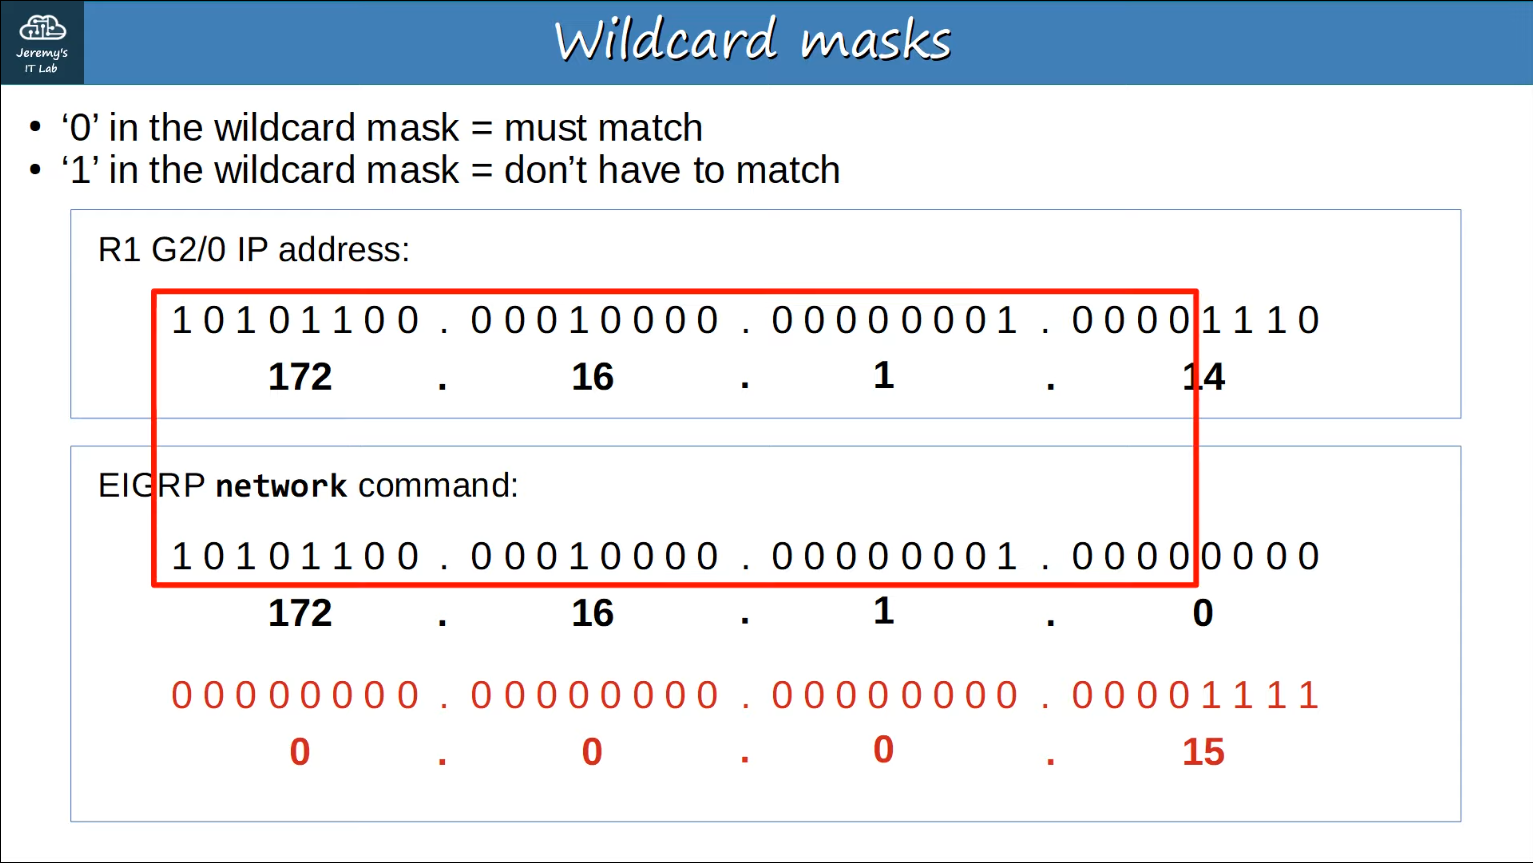 Jeremy's
IT Lab
Wildcard masks
• ‘0’ in the wildcard mask = must match
• ‘1’ in the wildcard mask = don’t have to match
R1 G2/0 IP address:
1 0 1 0 1 1 0 0 . 0 0 0 1 0 0 0 0 . 0 0 0 0 0 0 0 1 . 0 0 0 0 1 1 1 0
172 . 16 . 1 . 14
EIGRP network command:
1 0 1 0 1 1 0 0 . 0 0 0 1 0 0 0 0 . 0 0 0 0 0 0 0 1 . 0 0 0 0 0 0 0 0
172 . 16 . 1 . 0
0 0 0 0 0 0 0 0 . 0 0 0 0 0 0 0 0 . 0 0 0 0 0 0 0 0 . 0 0 0 0 1 1 1 1
0 . 0 . 0 . 15